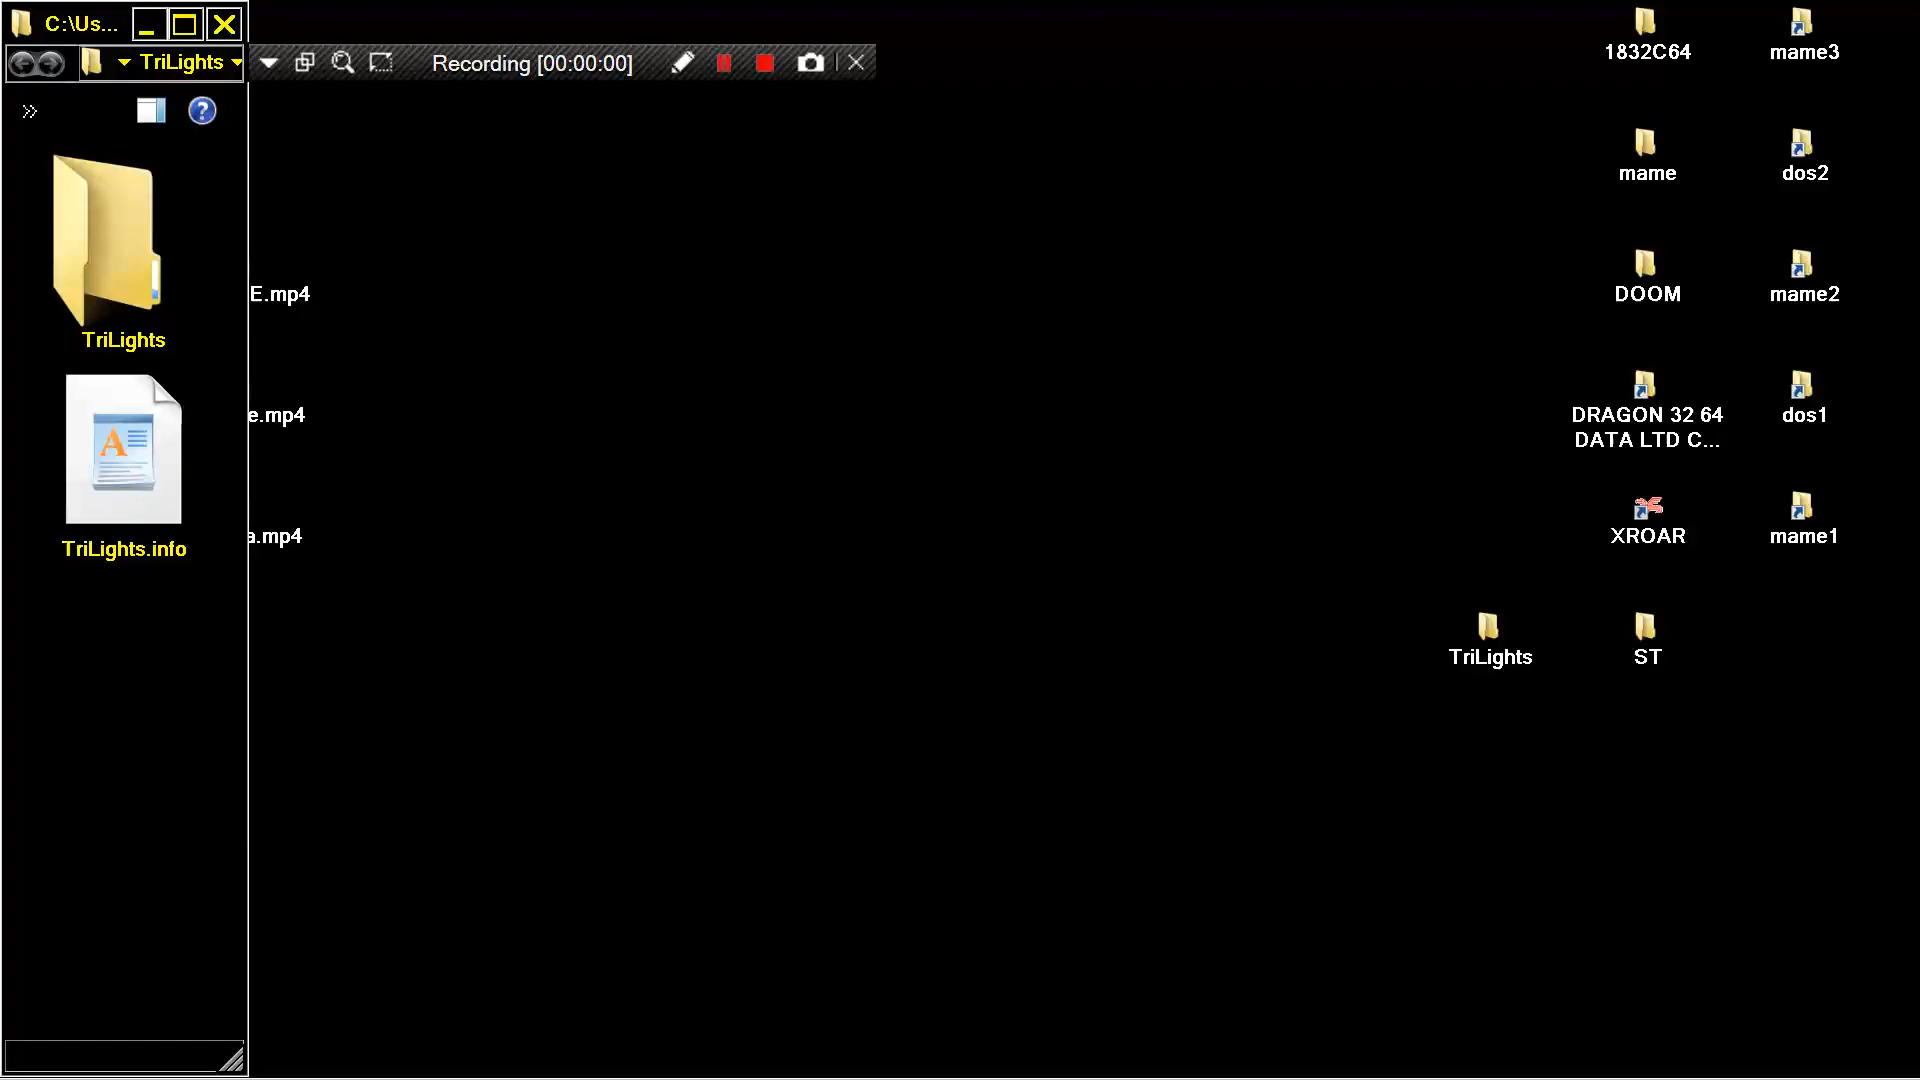 C:\Us...
TriLights
Recording [00:00:00]
TriLights
TriLights.info
E.mp4
e.mp4
a.mp4
1832C64
mame3
mame
dos2
DOOM
mame2
DRAGON 32 64
DATA LTD C...
dos1
XROAR
mame1
TriLights
ST